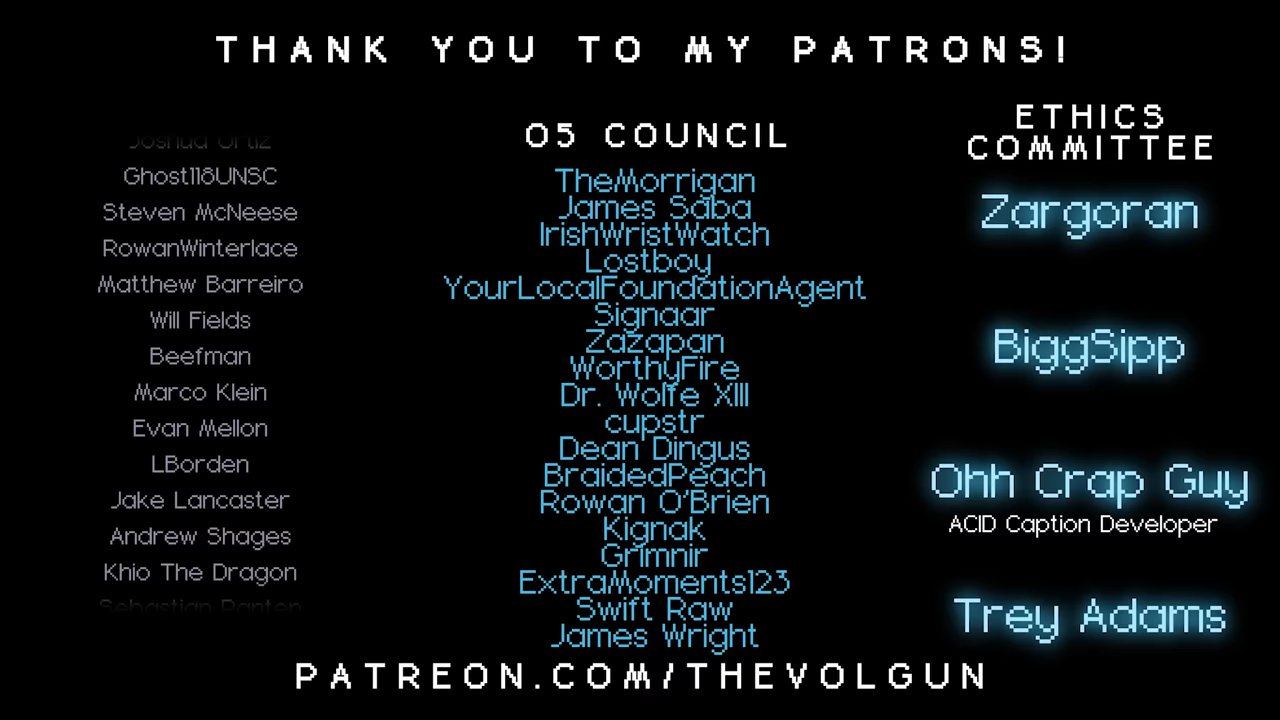 THANK YOU TO MY PATRONS!
Joshua Ortiz
Ghost118UNSC
Steven McNeese
RowanWinterlace
Matthew Barreiro
Will Fields
Beefman
Marco Klein
Evan Mellon
LBorden
Jake Lancaster
Andrew Shages
Khio The Dragon
Sebastian
O5 COUNCIL
TheMorrigan
James Saba
IrishWristWatch
Lostboy
YourLocalFoundationAgent
Signaar
Zazapan
WorthyFire
Dr. Wolfe XIII
cupstr
Dean Dingus
BraidedPeach
Rowan O'Brien
Kignak
Grimnir
ExtraMoments123
Swift Raw
James Wright
ETHICS
COMMITTEE
Zargoran
BiggSipp
Ohh Crap Guy
ACID Caption Developer
Trey Adams
PATREON.COM/THEVOLGUN